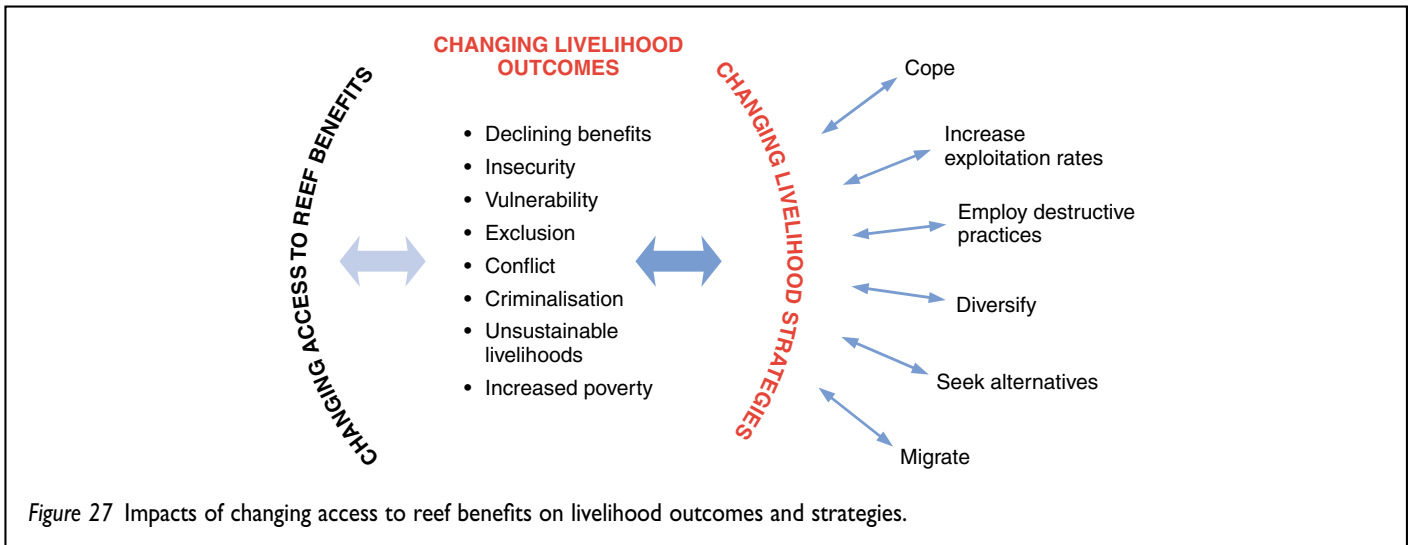 CHANGING ACCESS TO REEF BENEFITS
CHANGING LIVELIHOOD
OUTCOMES
• Declining benefits
• Insecurity
• Vulnerability
• Exclusion
• Conflict
• Criminalisation
• Unsustainable
livelihoods
• Increased poverty
CHANGING LIVELIHOOD STRATEGIES
Cope
Increase
exploitation rates
Employ destructive
practices
Diversify
Seek alternatives
Migrate
Figure 27 Impacts of changing access to reef benefits on livelihood outcomes and strategies.